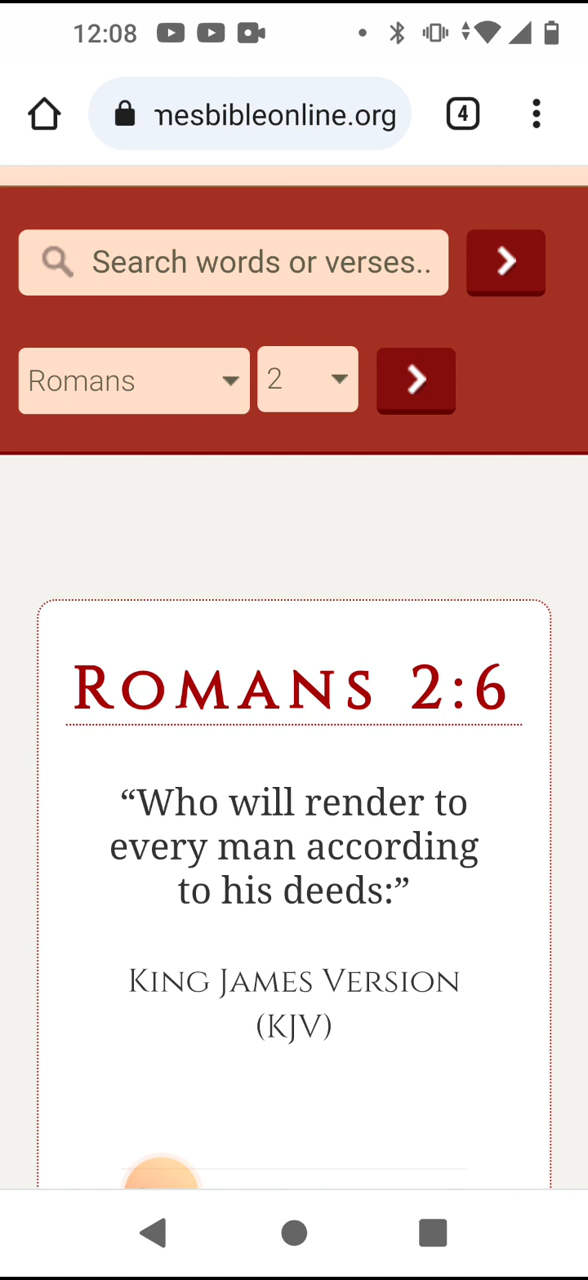 12:08
nesbibleonline.org
4
Search words or verses..
Romans
2
ROMANS 2:6
“Who will render to
every man according
to his deeds:”
KING JAMES VERSION
(KJV)